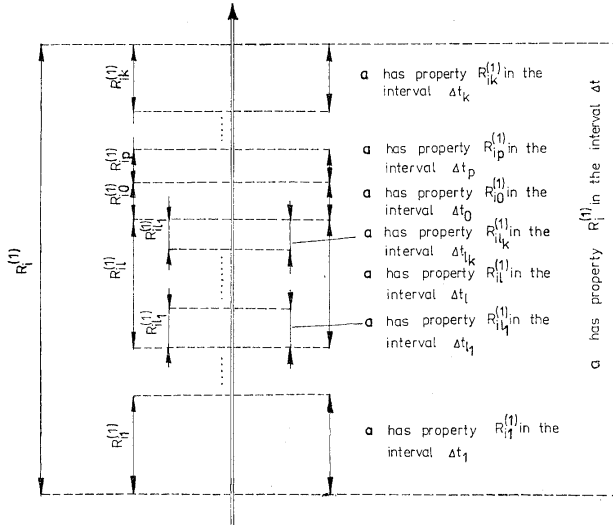 R_i^(1)
R_ik^(1)
R_ip^(1)
R_i0^(1)
R_il^(1)
R_i1^(1)
R_il_1^(1)
R_il_1^(1)
a has property R_ik^(1) in the
interval Δt_k
a has property R_ip^(1) in the
interval Δt_p
a has property R_i0^(1) in the
interval Δt_0
a has property R_il_k^(1) in the
interval Δt_l_k
a has property R_il^(1) in the
interval Δt_l
a has property R_il_1^(1) in the
interval Δt_l_1
a has property R_i1^(1) in the
interval Δt_1
a has property R_i^(1) in the interval Δt